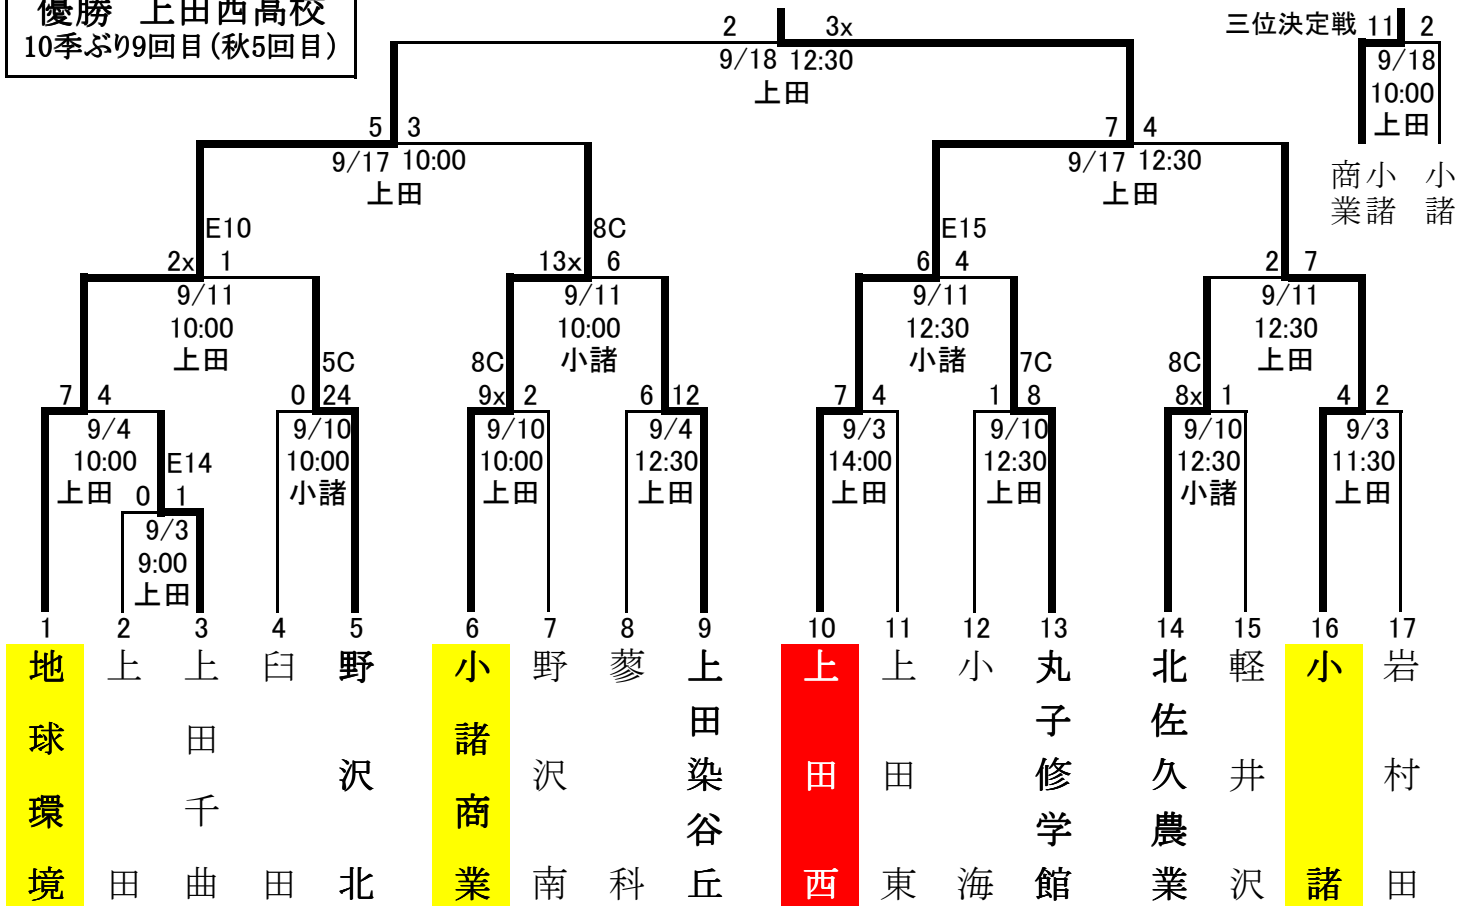 優勝 上田西高校
10季ぶり9回目(秋5回目)
2 3x
9/18 12:30
上田
三位決定戦 11 2
9/18
10:00
上田
小諸商業 小諸
5 3
9/17 10:00
上田
7 4
9/17 12:30
上田
E10
2x 1
9/11
10:00
上田
8C
13x 6
9/11
10:00
小諸
E15
6 4
9/11
12:30
小諸
2 7
9/11
12:30
上田
7 4
9/4
10:00
上田
E14
0 1
9/3
9:00
上田
5C
0 24
9/10
10:00
小諸
8C
9x 2
9/10
10:00
上田
6 12
9/4
12:30
上田
7 4
9/3
14:00
上田
7C
1 8
9/10
12:30
上田
8C
8x 1
9/10
12:30
小諸
4 2
9/3
11:30
上田
1 2 3 4 5 6 7 8 9 10 11 12 13 14 15 16 17
地球環境
上田
上田千曲
臼田
野沢北
小諸商業
野沢南
蓼科
上田染谷丘
上田西
上田東
小海
丸子修学館
北佐久農業
軽井沢
小諸
岩村田